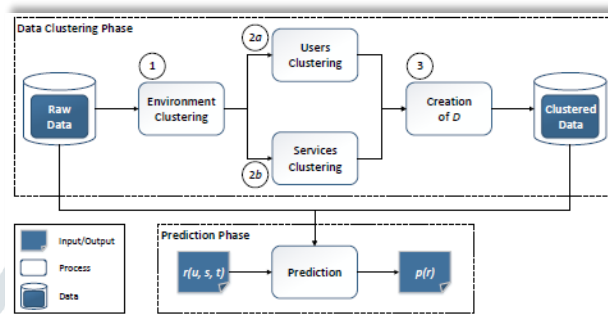 Data Clustering Phase
2a
Users
Clustering
1
3
Raw
Data
Environment
Clustering
Creation
of D
Clustered
Data
Services
Clustering
2b
Prediction Phase
Input/Output
Process
Data
r(u, s, t)
Prediction
p(r)